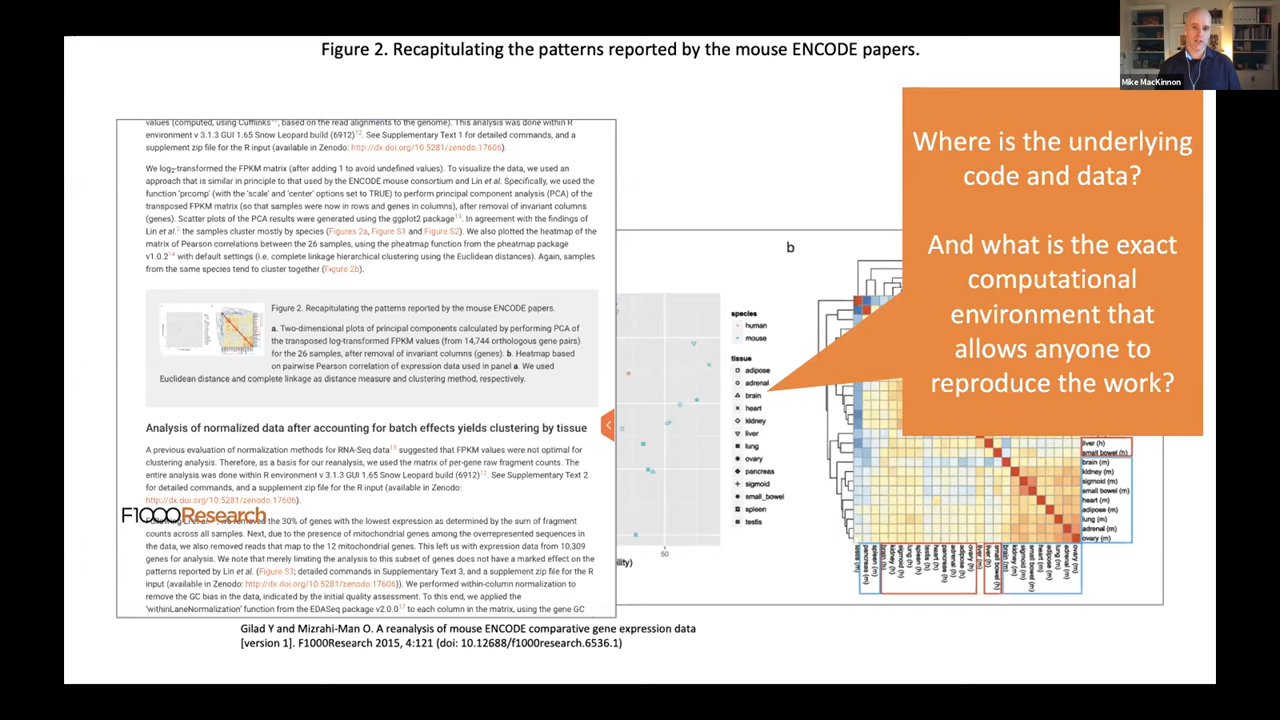 Figure 2. Recapitulating the patterns reported by the mouse ENCODE papers.
Mike MacKinnon
values (computed, using Cufflinks, based on the read alignments to the genome). This analysis was done within R
environment v 3.1.3 GUI 1.65 Snow Leopard build (6912)12. See Supplementary Text 1 for detailed commands, and a
supplement zip file for the R input (available in Zenodo: http://dx.doi.org/10.5281/zenodo.17606).
We log2-transformed the FPKM matrix (after adding 1 to avoid undefined values). To visualize the data, we used an
approach that is similar in principle to that used by the ENCODE mouse consortium and Lin et al. Specifically, we used the
function 'prcomp' (with the 'scale' and 'center' options set to TRUE) to perform principal component analysis (PCA) of the
transposed FPKM matrix (so that samples were now in rows and genes in columns), after removal of invariant columns
(genes). Scatter plots of the PCA results were generated using the ggplot2 package13. In agreement with the findings of
Lin et al.2 the samples cluster mostly by species (Figures 2a, Figure S1 and Figure S2). We also plotted the heatmap of the
matrix of Pearson correlations between the 26 samples, using the pheatmap function from the pheatmap package
v1.0.214 with default settings (i.e. complete linkage hierarchical clustering using the Euclidean distances). Again, samples
from the same species tend to cluster together (Figure 2b).
Figure 2. Recapitulating the patterns reported by the mouse ENCODE papers.
a. Two-dimensional plots of principal components calculated by performing PCA of
the transposed log-transformed FPKM values (from 14,744 orthologous gene pairs)
for the 26 samples, after removal of invariant columns (genes). b. Heatmap based
on pairwise Pearson correlation of expression data used in panel a. We used
Euclidean distance and complete linkage as distance measure and clustering method, respectively.
Analysis of normalized data after accounting for batch effects yields clustering by tissue
A previous evaluation of normalization methods for RNA-Seq data15 suggested that FPKM values were not optimal for
clustering analysis. Therefore, as a basis for our reanalysis, we used the matrix of per-gene raw fragment counts. The
entire analysis was done within R environment v 3.1.3 GUI 1.65 Snow Leopard build (6912)12. See Supplementary Text 2
for detailed commands, and a supplement zip file for the R input (available in Zenodo:
http://dx.doi.org/10.5281/zenodo.17606).
F1000Research
removed the 30% of genes with the lowest expression as determined by the sum of fragment
counts across all samples. Next, due to the presence of mitochondrial genes among the overrepresented sequences in
the data, we also removed reads that map to the 12 mitochondrial genes. This left us with expression data from 10,309
genes for analysis. We note that merely limiting the analysis to this subset of genes does not have a marked effect on the
patterns reported by Lin et al. (Figure S3; detailed commands in Supplementary Text 3, and a supplement zip file for the R
input (available in Zenodo: http://dx.doi.org/10.5281/zenodo.17606)). We performed within-column normalization to
remove the GC bias in the data, indicated by the initial quality assessment. To this end, we applied the
'withinLaneNormalization' function from the EDASeq package v2.0.017 to each column in the matrix, using the gene GC
50
species
human
mouse
tissue
adipose
adrenal
brain
heart
kidney
liver
lung
ovary
pancreas
sigmoid
small_bowel
spleen
testis
b
Where is the underlying
code and data?
And what is the exact
computational
environment that
allows anyone to
reproduce the work?
liver (h)
small bowel (h)
brain (m)
kidney (m)
sigmoid (m)
small bowel (m)
heart (m)
adipose (m)
lung (m)
adrenal (m)
ovary (m)
Gilad Y and Mizrahi-Man O. A reanalysis of mouse ENCODE comparative gene expression data
[version 1]. F1000Research 2015, 4:121 (doi: 10.12688/f1000research.6536.1)